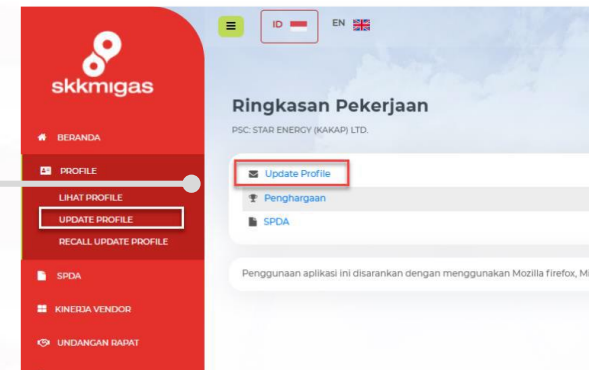 ID
EN
skkmigas
Ringkasan Pekerjaan
PSC: STAR ENERGY (KAKAP) LTD.
BERANDA
PROFILE
LIHAT PROFILE
UPDATE PROFILE
RECALL UPDATE PROFILE
SPDA
KINERJA VENDOR
UNDANGAN RAPAT
Update Profile
Penghargaan
SPDA
Penggunaan aplikasi ini disarankan dengan menggunakan Mozilla firefox, Mi